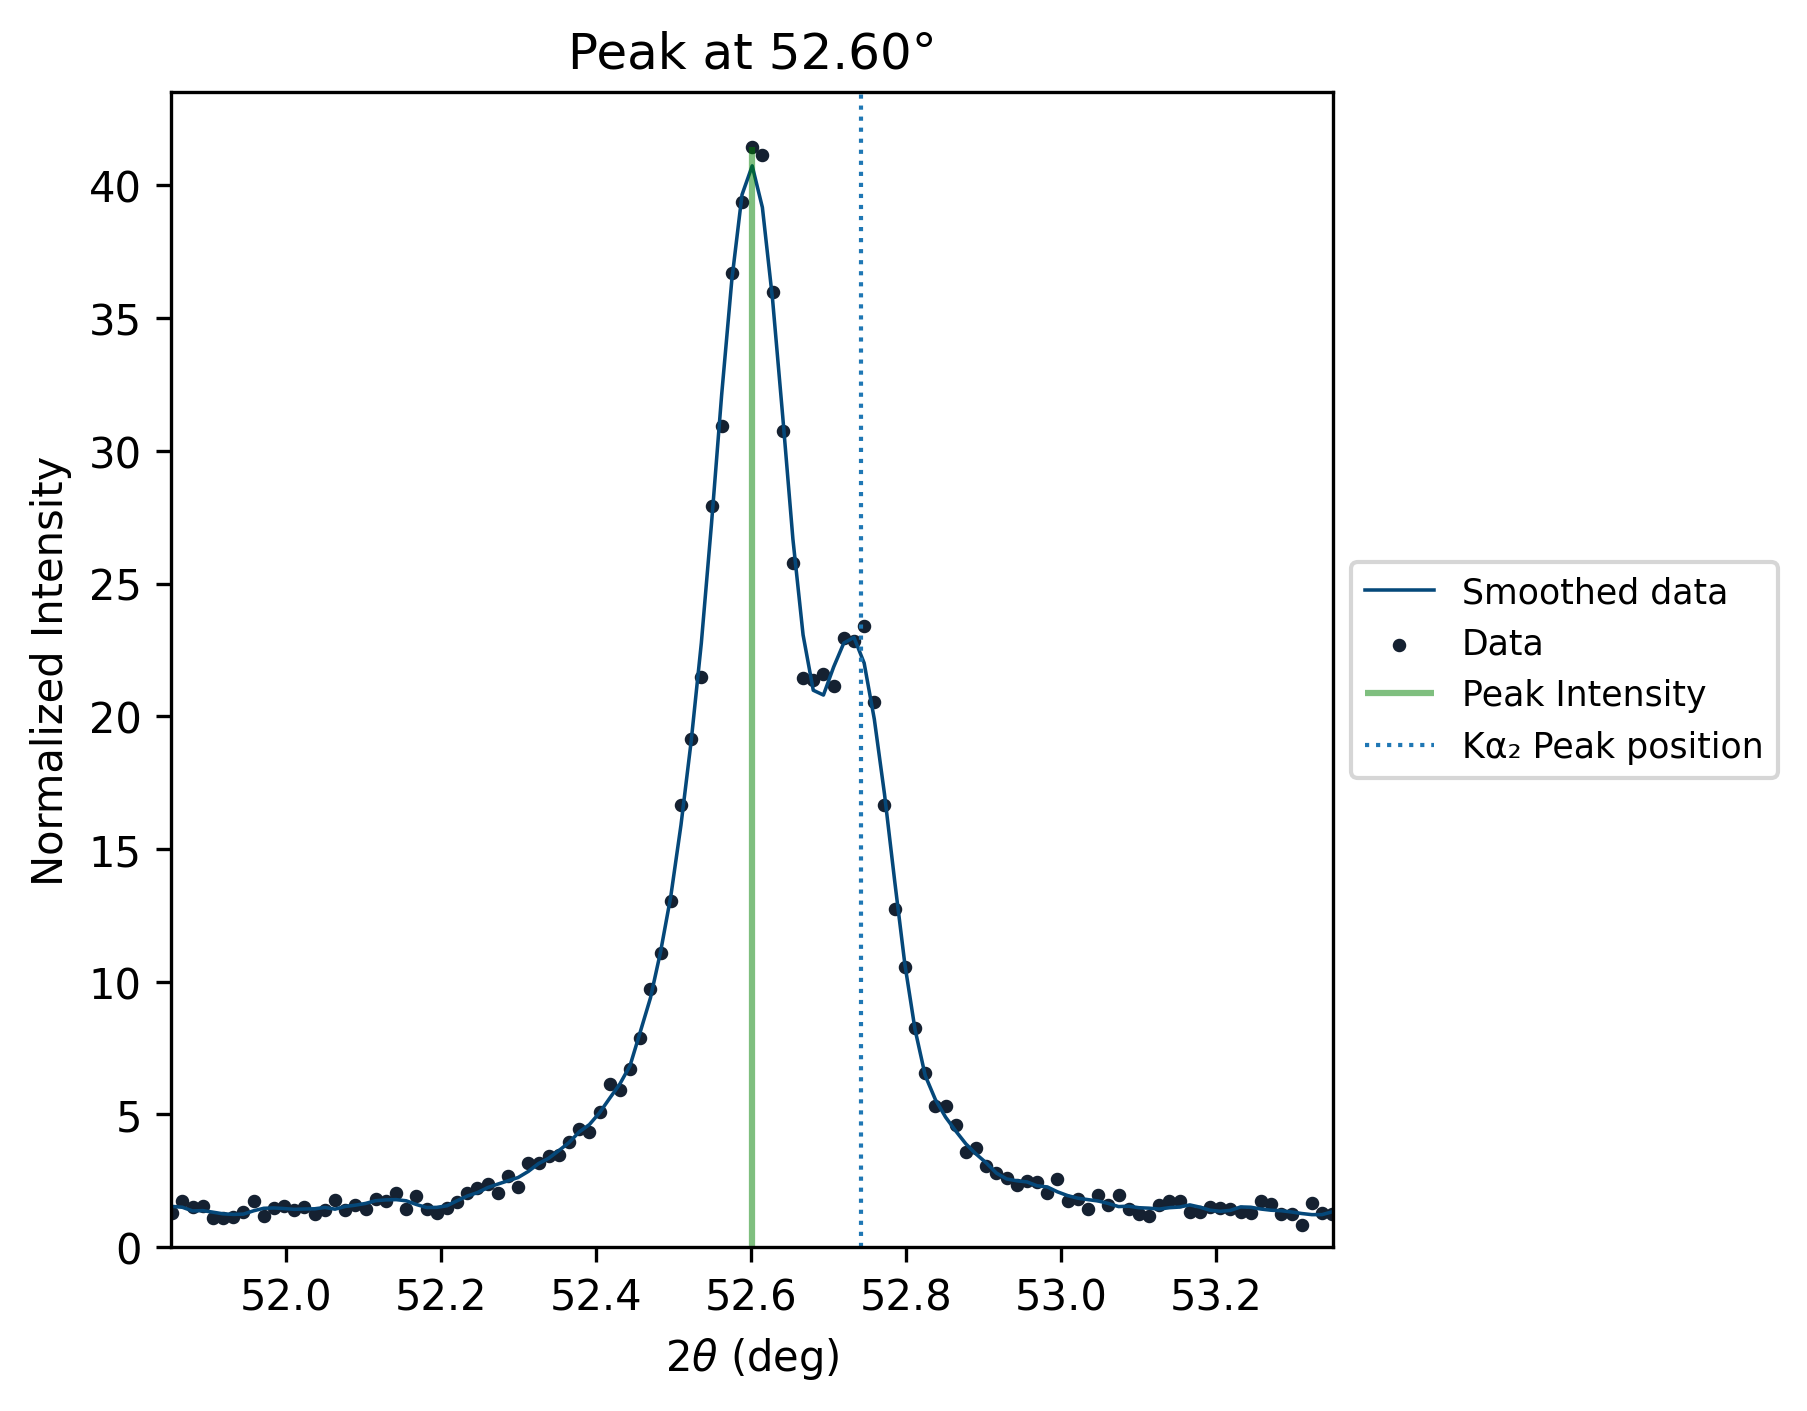 Peak at 52.60°
Normalized Intensity
40
35
30
25
20
15
10
5
0
52.0 52.2 52.4 52.6 52.8 53.0 53.2
2θ (deg)
Smoothed data
Data
Peak Intensity
Kα₂ Peak position